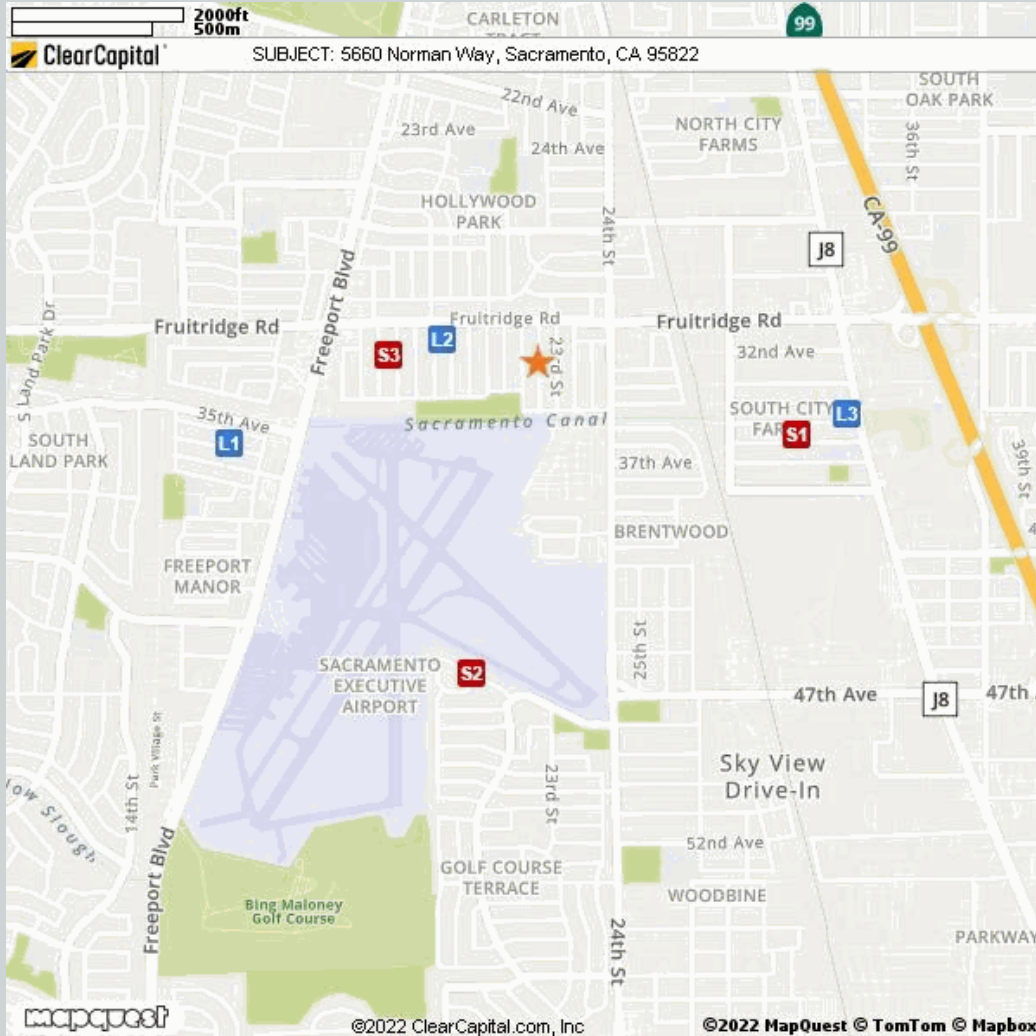 2000ft
500m
CARLETON
TRACT
99
ClearCapital
SUBJECT: 5660 Norman Way, Sacramento, CA 95822
SOUTH
OAK PARK
22nd Ave
23rd Ave
24th Ave
NORTH CITY
FARMS
36th St
HOLLYWOOD
PARK
24th St
CA-99
J8
Freeport Blvd
S Land Park Dr
Fruitridge Rd
Fruitridge Rd
Fruitridge Rd
L2
S3
23rd St
32nd Ave
35th Ave
Sacramento Canal
SOUTH CITY
FAR
L3
S1
L1
SOUTH
LAND PARK
37th Ave
39th St
BRENTWOOD
4
FREEPORT
MANOR
25th St
SACRAMENTO
EXECUTIVE
AIRPORT
S2
47th Ave
J8
47th
Park Village St
14th St
23rd St
Sky View
Drive-In
low Slough
Freeport Blvd
52nd Ave
GOLF COURSE
TERRACE
WOODBINE
Bing Maloney
Golf Course
24th St
PARKWAY
mapquest
©2022 ClearCapital.com, Inc
©2022 MapQuest © TomTom © Mapbo